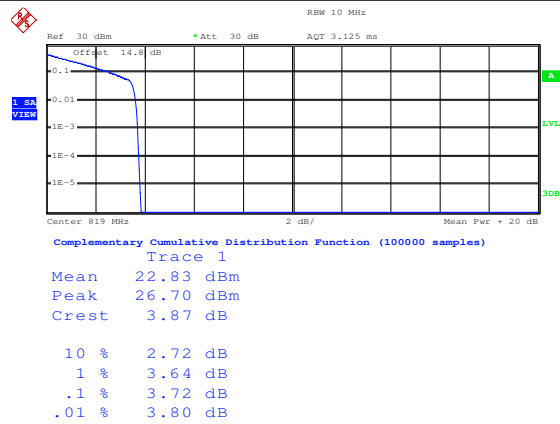 RBW 10 MHz
Ref 30 dBm *Att 30 dB AQT 3.125 ms
Offset 14.8 dB
0.1
A
0.01
1 SA
VIEW
1E-3
LVL
1E-4
1E-5
3DB
Center 819 MHz 2 dB/ Mean Pwr + 20 dB
Complementary Cumulative Distribution Function (100000 samples)
Trace 1
Mean 22.83 dBm
Peak 26.70 dBm
Crest 3.87 dB
10 % 2.72 dB
1 % 3.64 dB
.1 % 3.72 dB
.01 % 3.80 dB